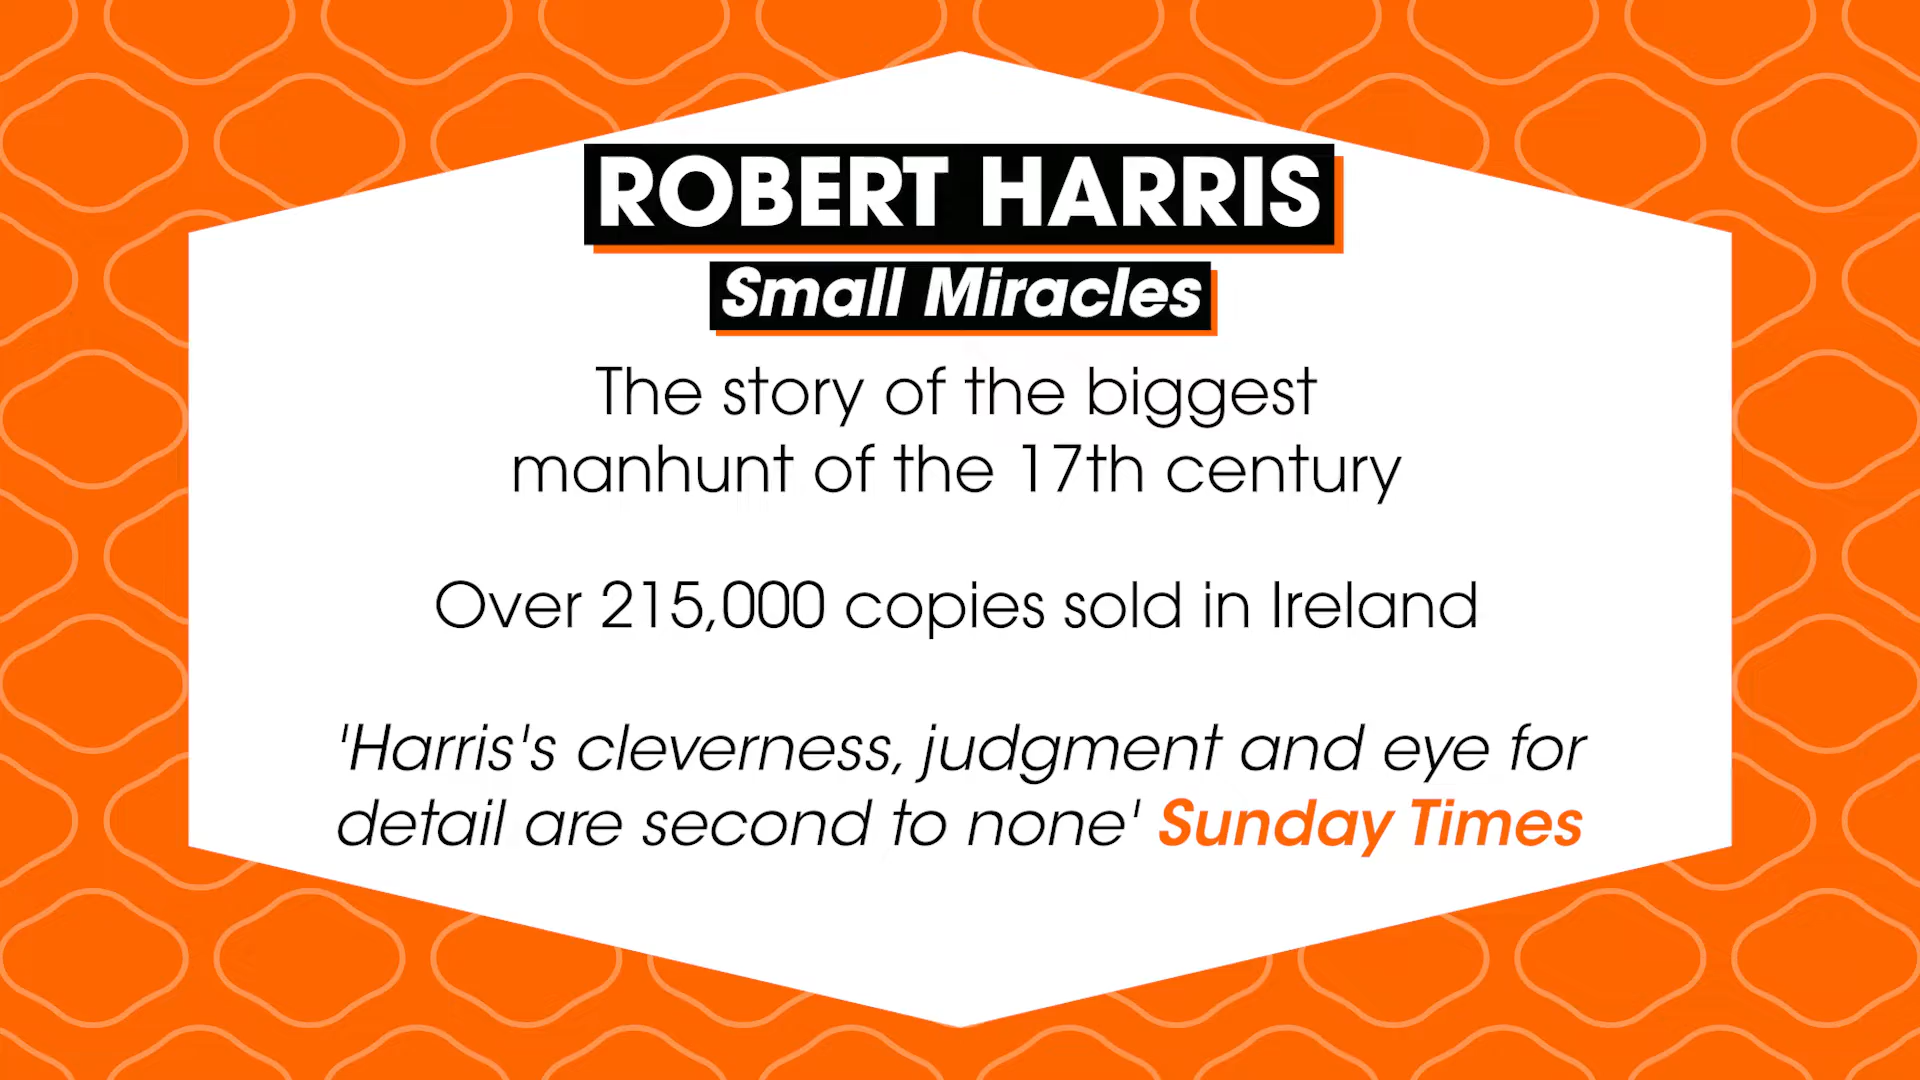 ROBERT HARRIS
Small Miracles
The story of the biggest
manhunt of the 17th century
Over 215,000 copies sold in Ireland
'Harris's cleverness, judgment and eye for
detail are second to none' Sunday Times